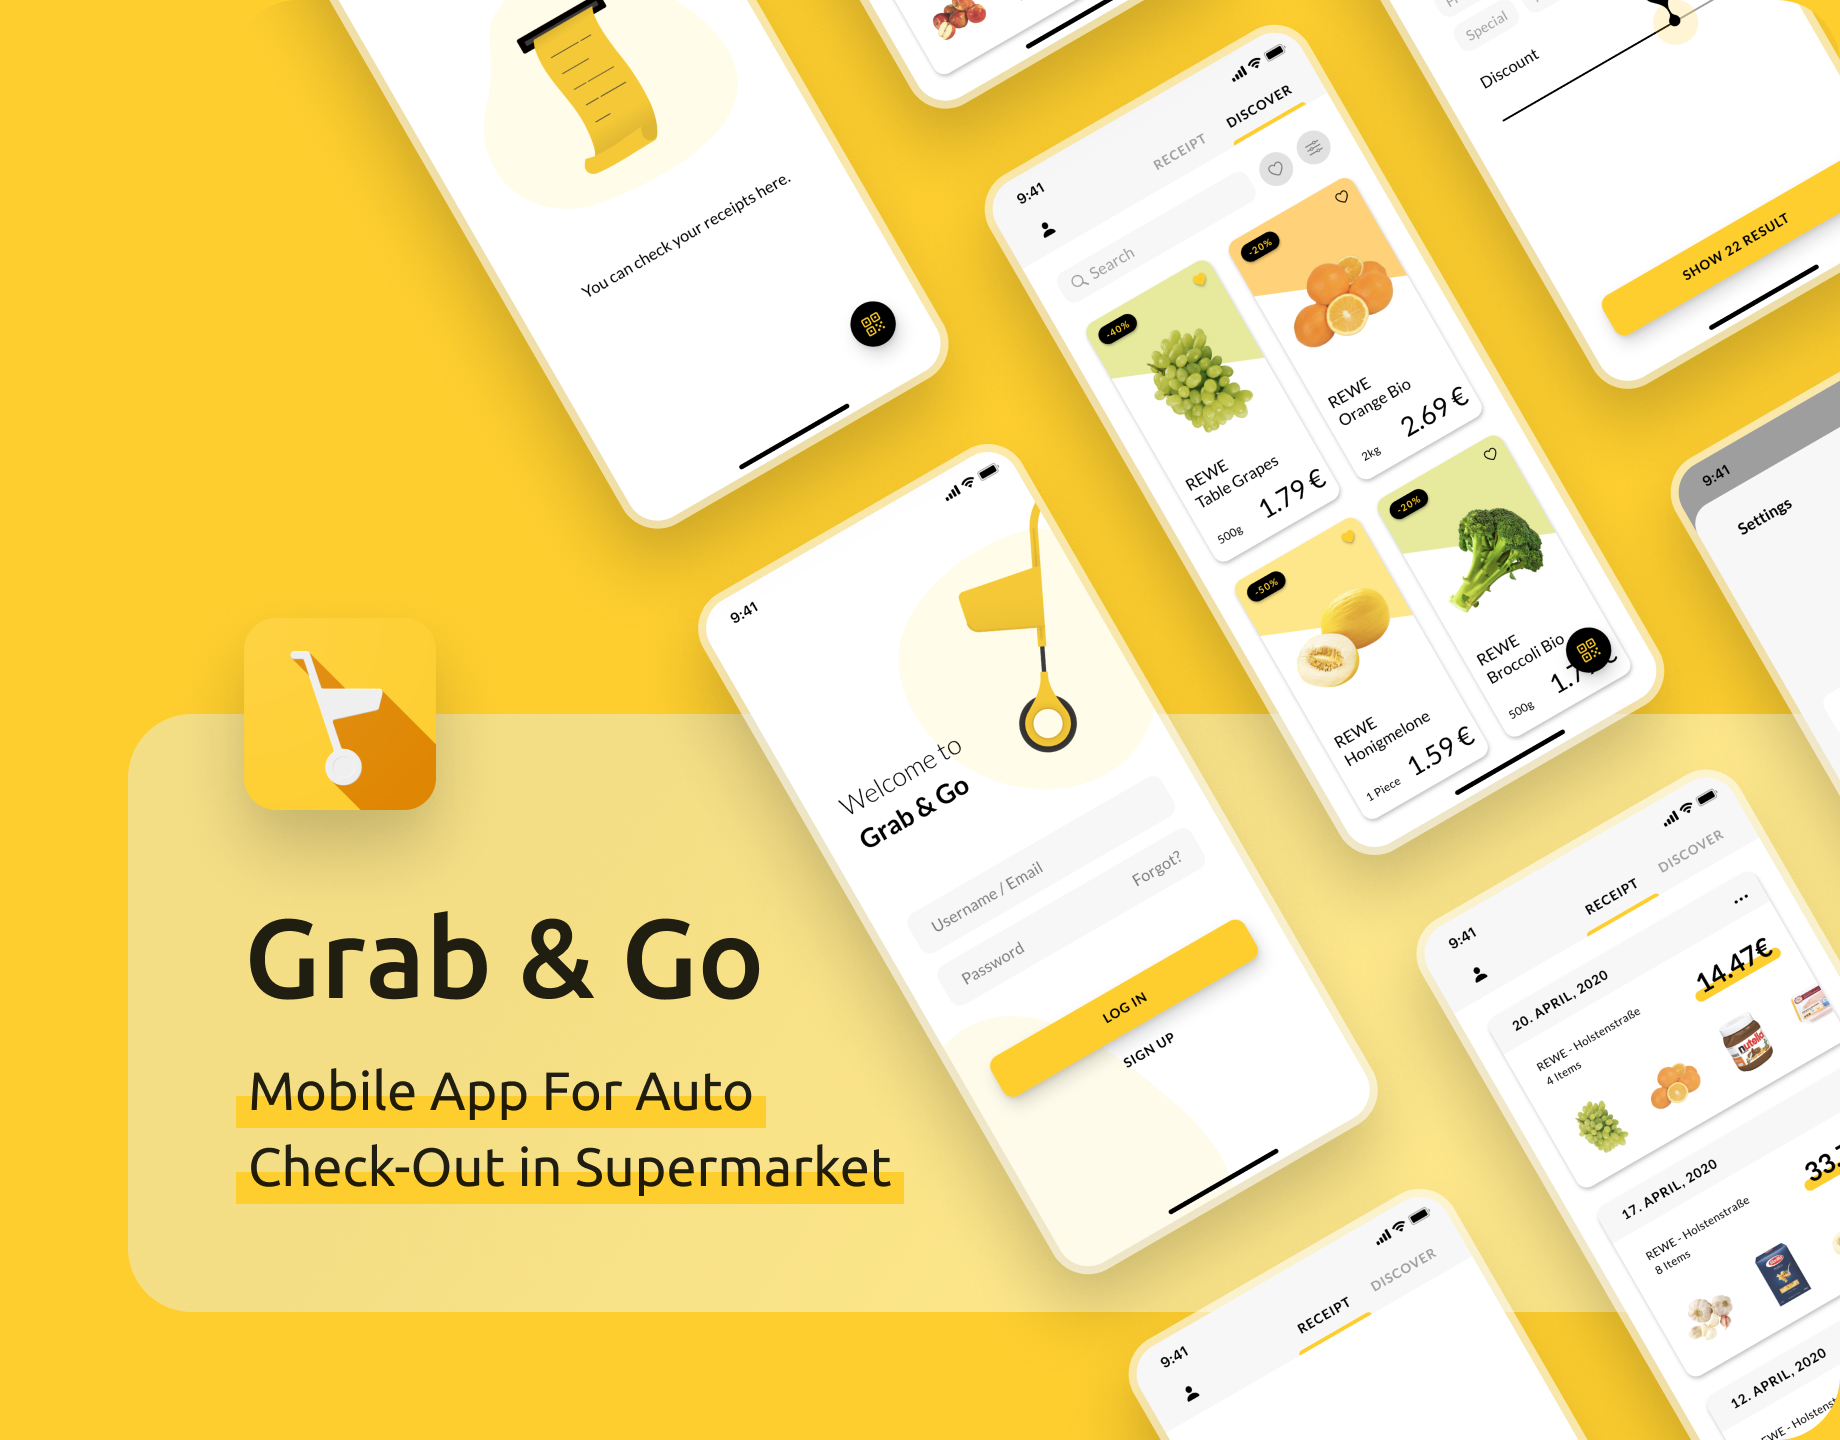 Grab & Go
Mobile App For Auto
Check-Out in Supermarket
You can check your receipts here.
9:41
Welcome to
Grab & Go
Username / Email
Password
Forgot?
LOG IN
SIGN UP
9:41
RECEIPT
DISCOVER
Search
-40%
REWE
Table Grapes
500g
1.79 €
-20%
REWE
Orange Bio
2kg
2.69 €
-50%
REWE
Honigmelone
1 Piece
1.59 €
-20%
REWE
Broccoli Bio
500g
Special
Discount
SHOW 22 RESULT
9:41
Settings
9:41
RECEIPT
DISCOVER
20. APRIL, 2020
14.47€
REWE - Holstenstraße
4 Items
nutella
17. APRIL, 2020
REWE - Holstenstraße
8 Items
12. APRIL, 2020
9:41
RECEIPT
DISCOVER